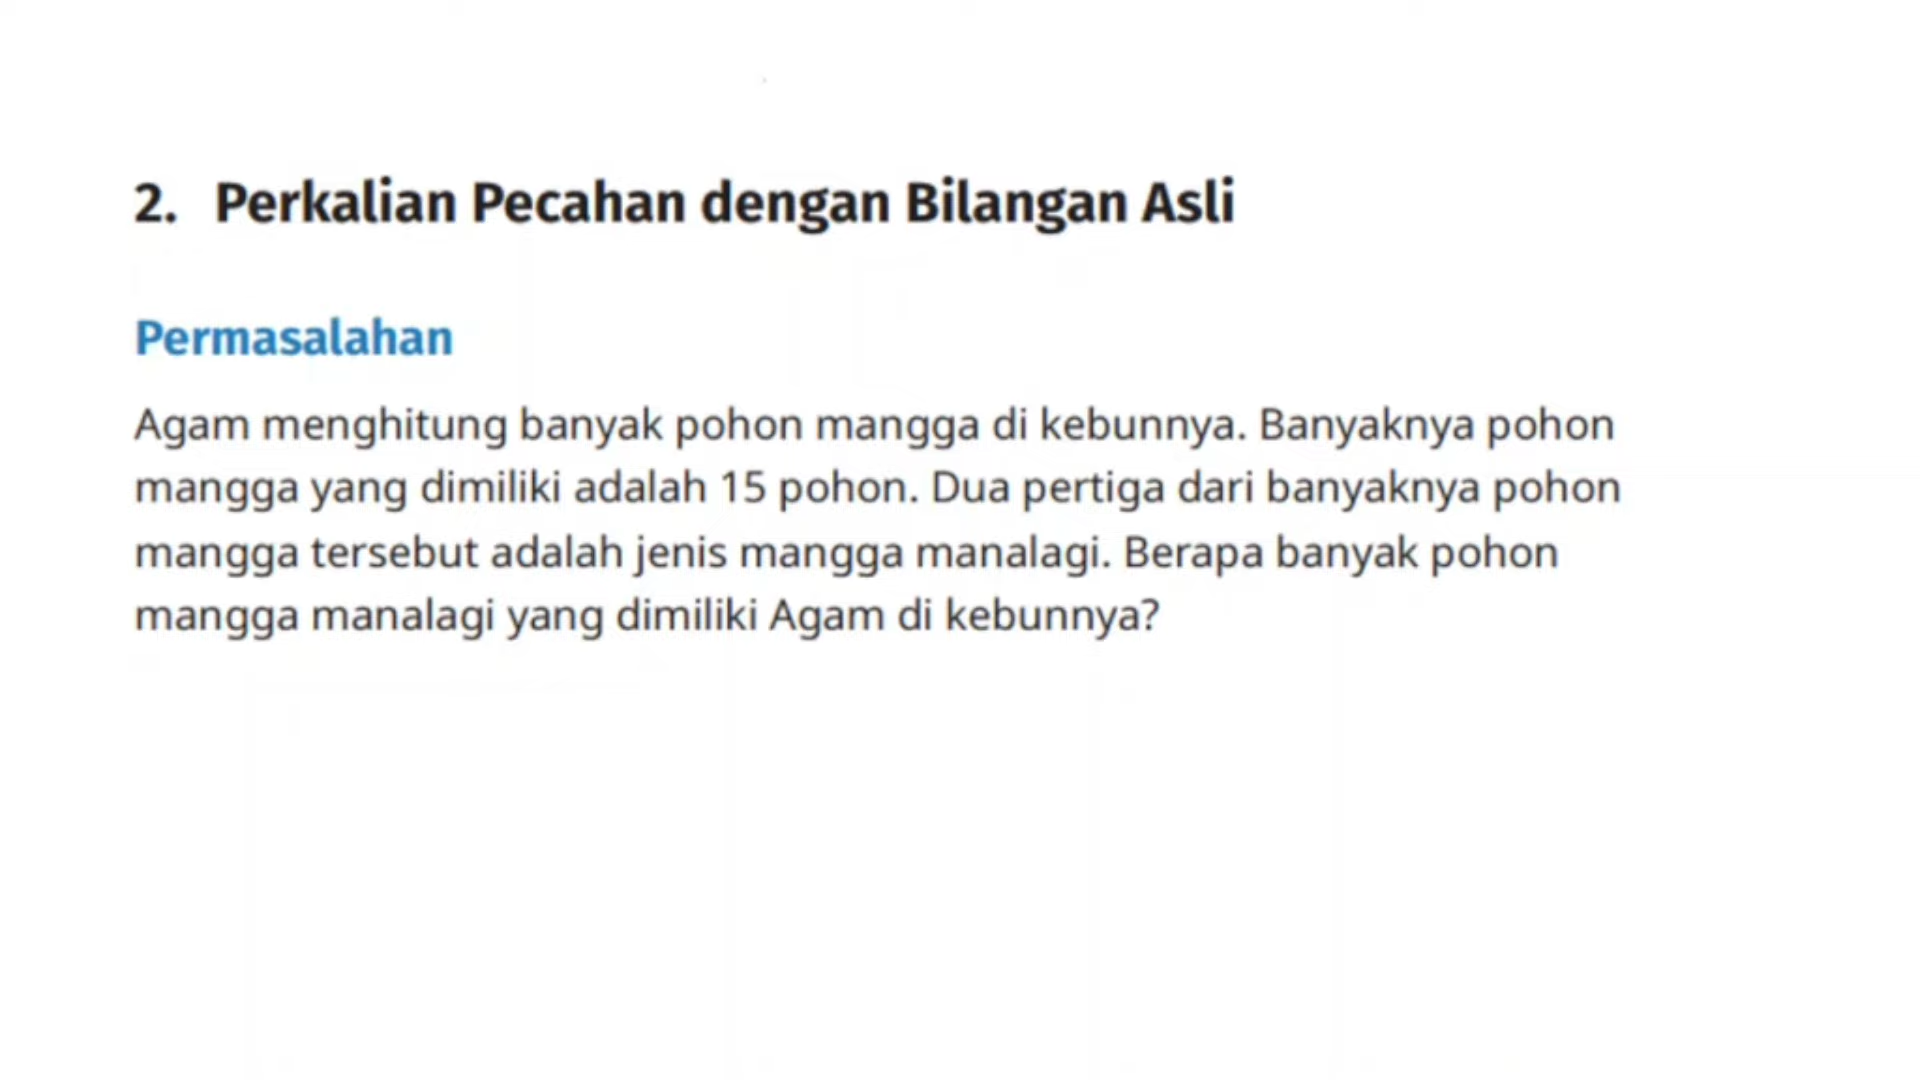 2. Perkalian Pecahan dengan Bilangan Asli
Permasalahan
Agam menghitung banyak pohon mangga di kebunnya. Banyaknya pohon
mangga yang dimiliki adalah 15 pohon. Dua pertiga dari banyaknya pohon
mangga tersebut adalah jenis mangga manalagi. Berapa banyak pohon
mangga manalagi yang dimiliki Agam di kebunnya?